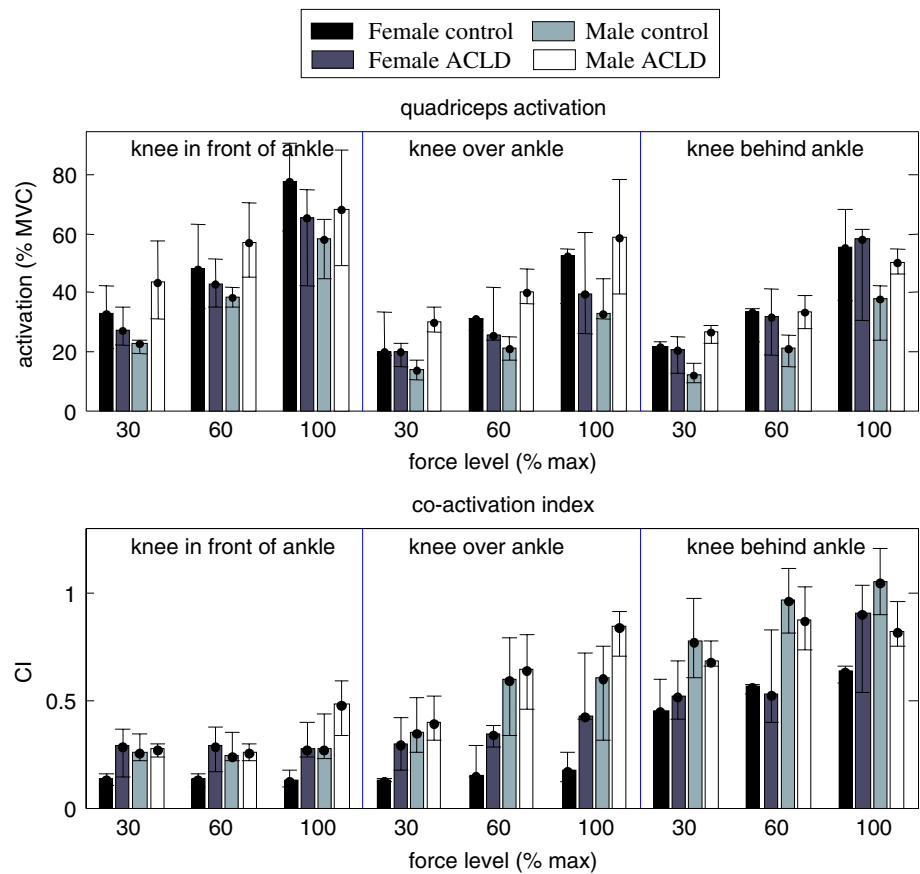 Female control
Male control
Female ACLD
Male ACLD
quadriceps activation
knee in front of ankle
knee over ankle
knee behind ankle
activation (% MVC)
80
60
40
20
0
30 60 100 30 60 100 30 60 100
force level (% max)
co-activation index
knee in front of ankle
knee over ankle
knee behind ankle
CI
1
0.5
0
30 60 100 30 60 100 30 60 100
force level (% max)